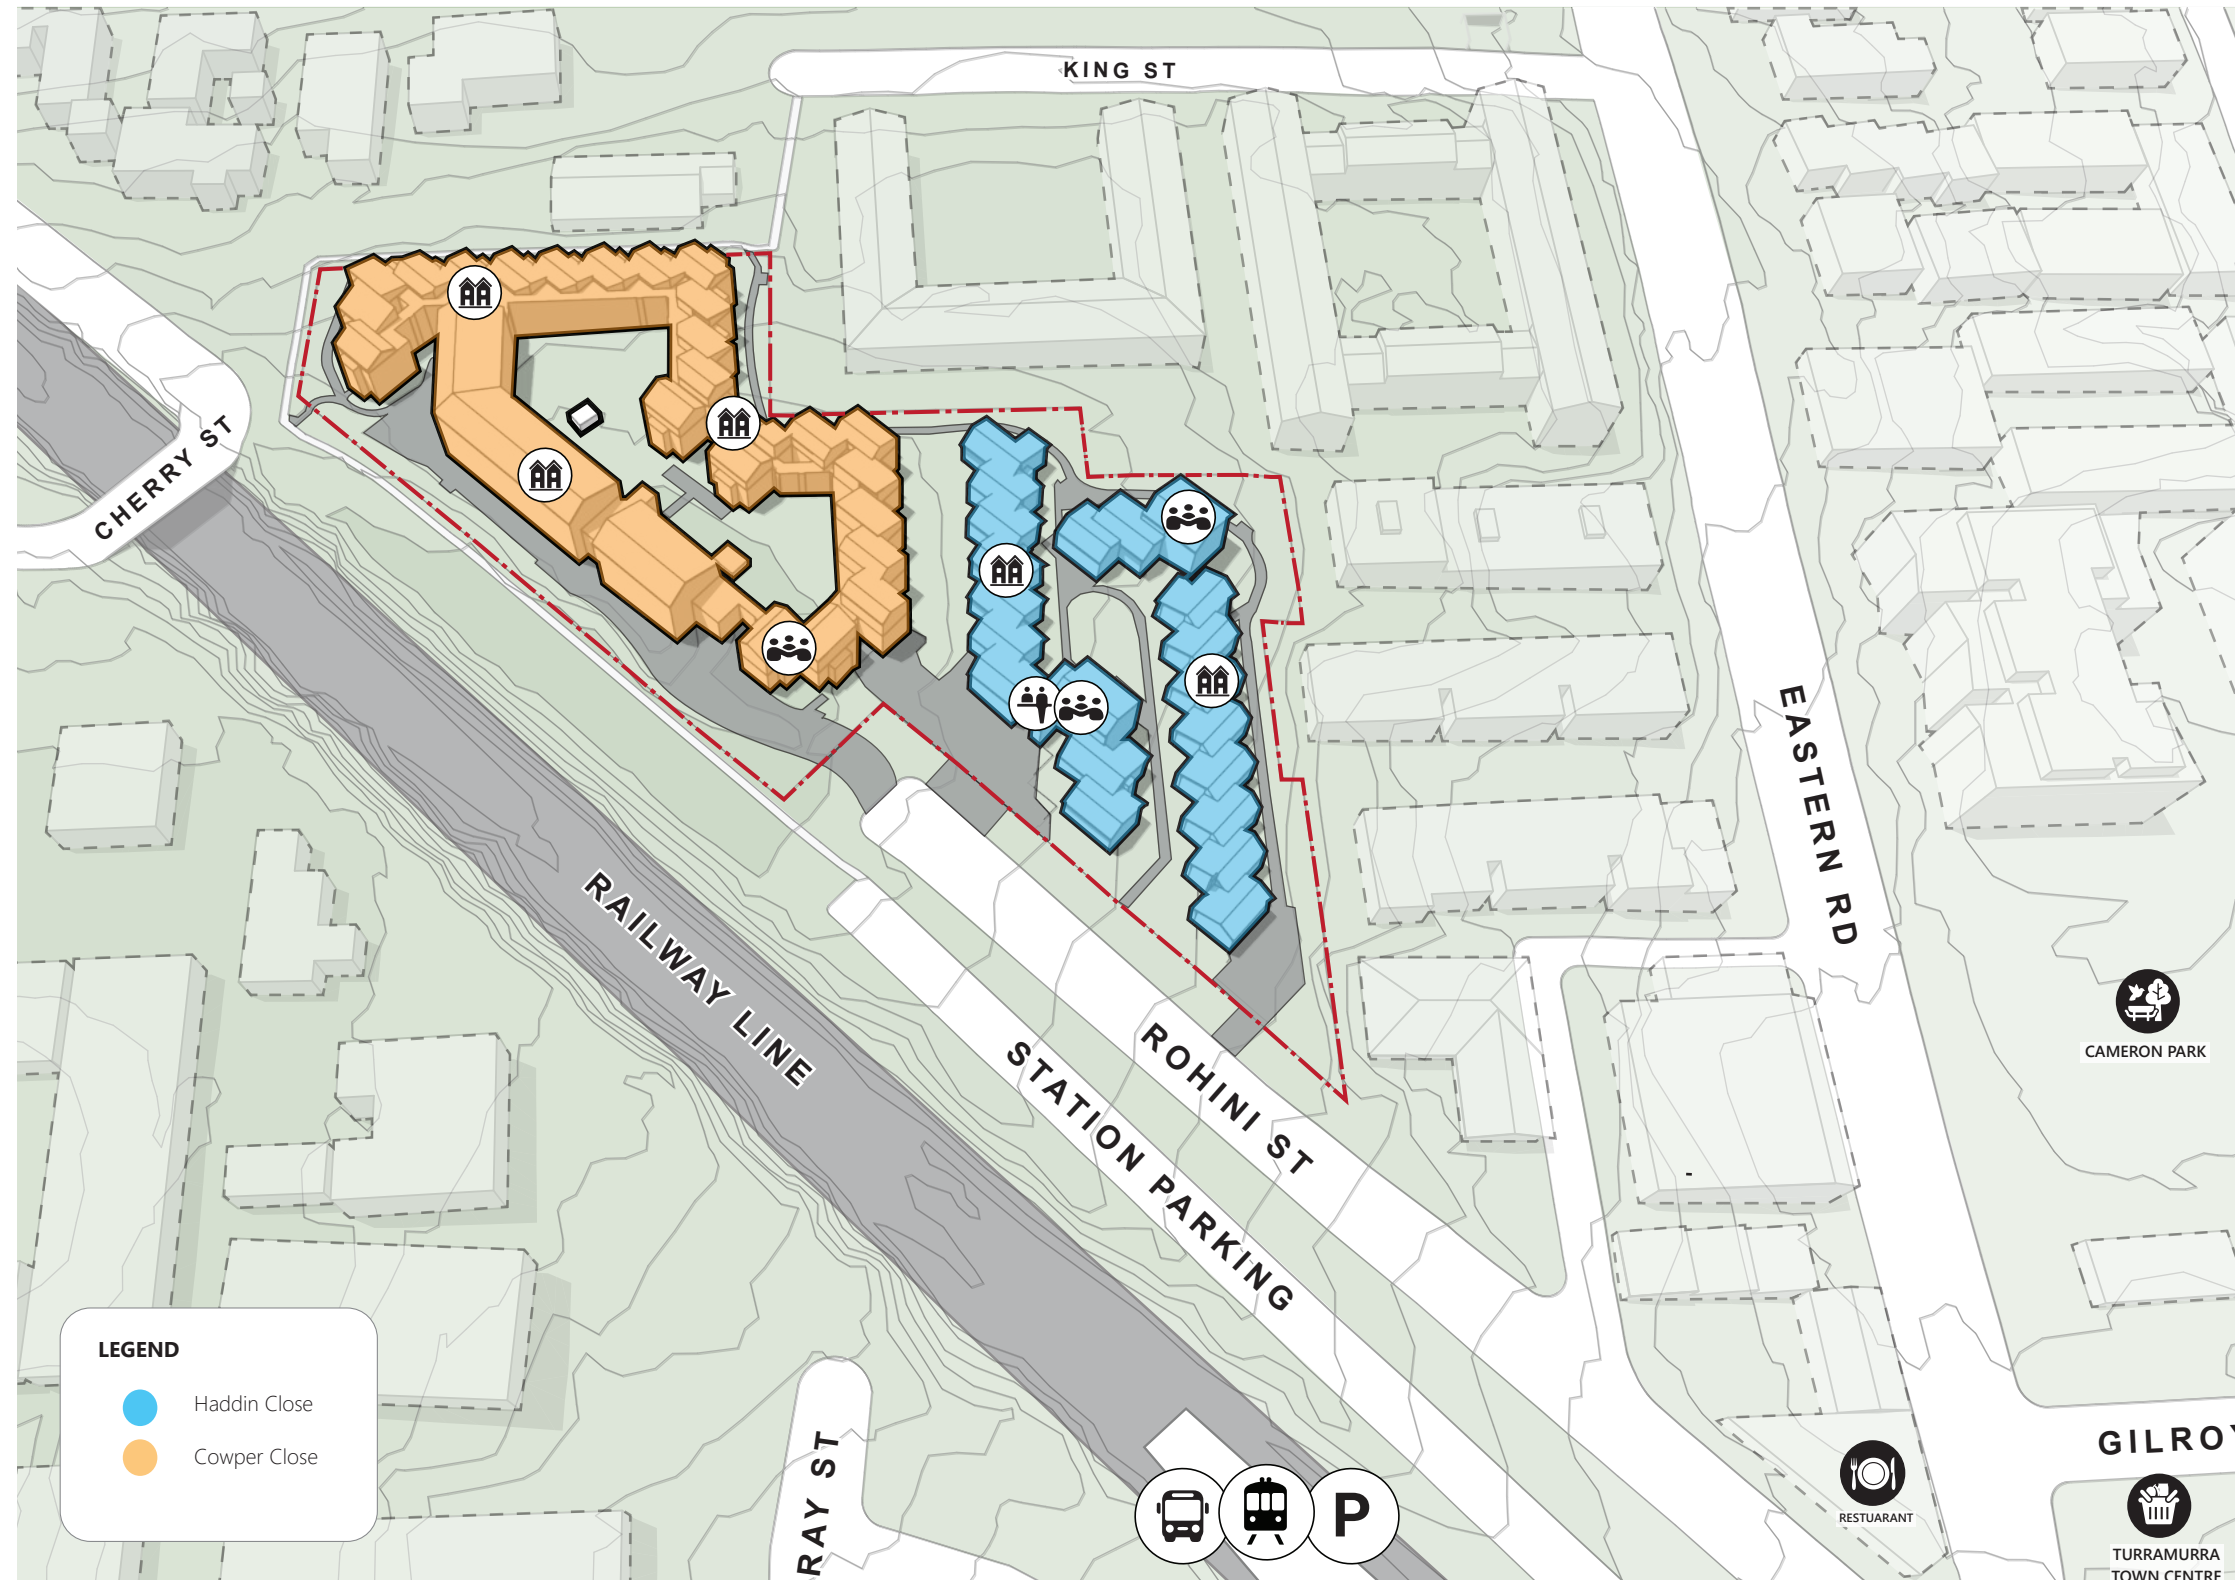 KING ST
CHERRY ST
EASTERN RD
RAILWAY LINE
ROHINI ST
STATION PARKING
CAMERON PARK
LEGEND
Haddin Close
Cowper Close
RAY ST
P
GILROY
RESTUARANT
TURRAMURRA
TOWN CENTRE